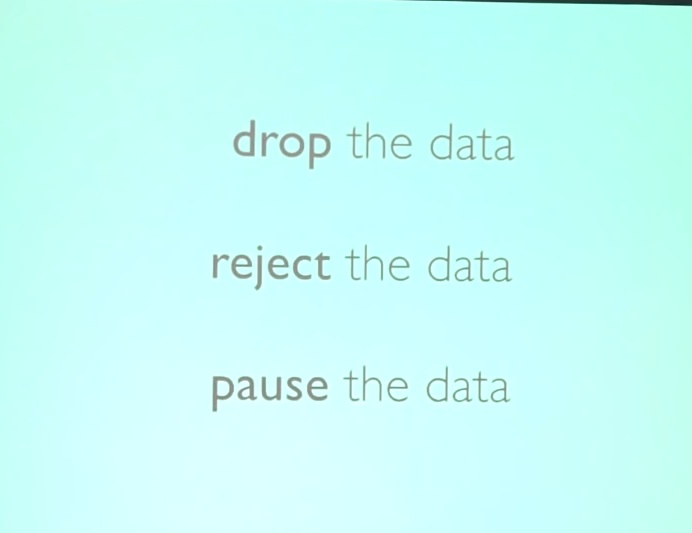 drop the data
reject the data
pause the data